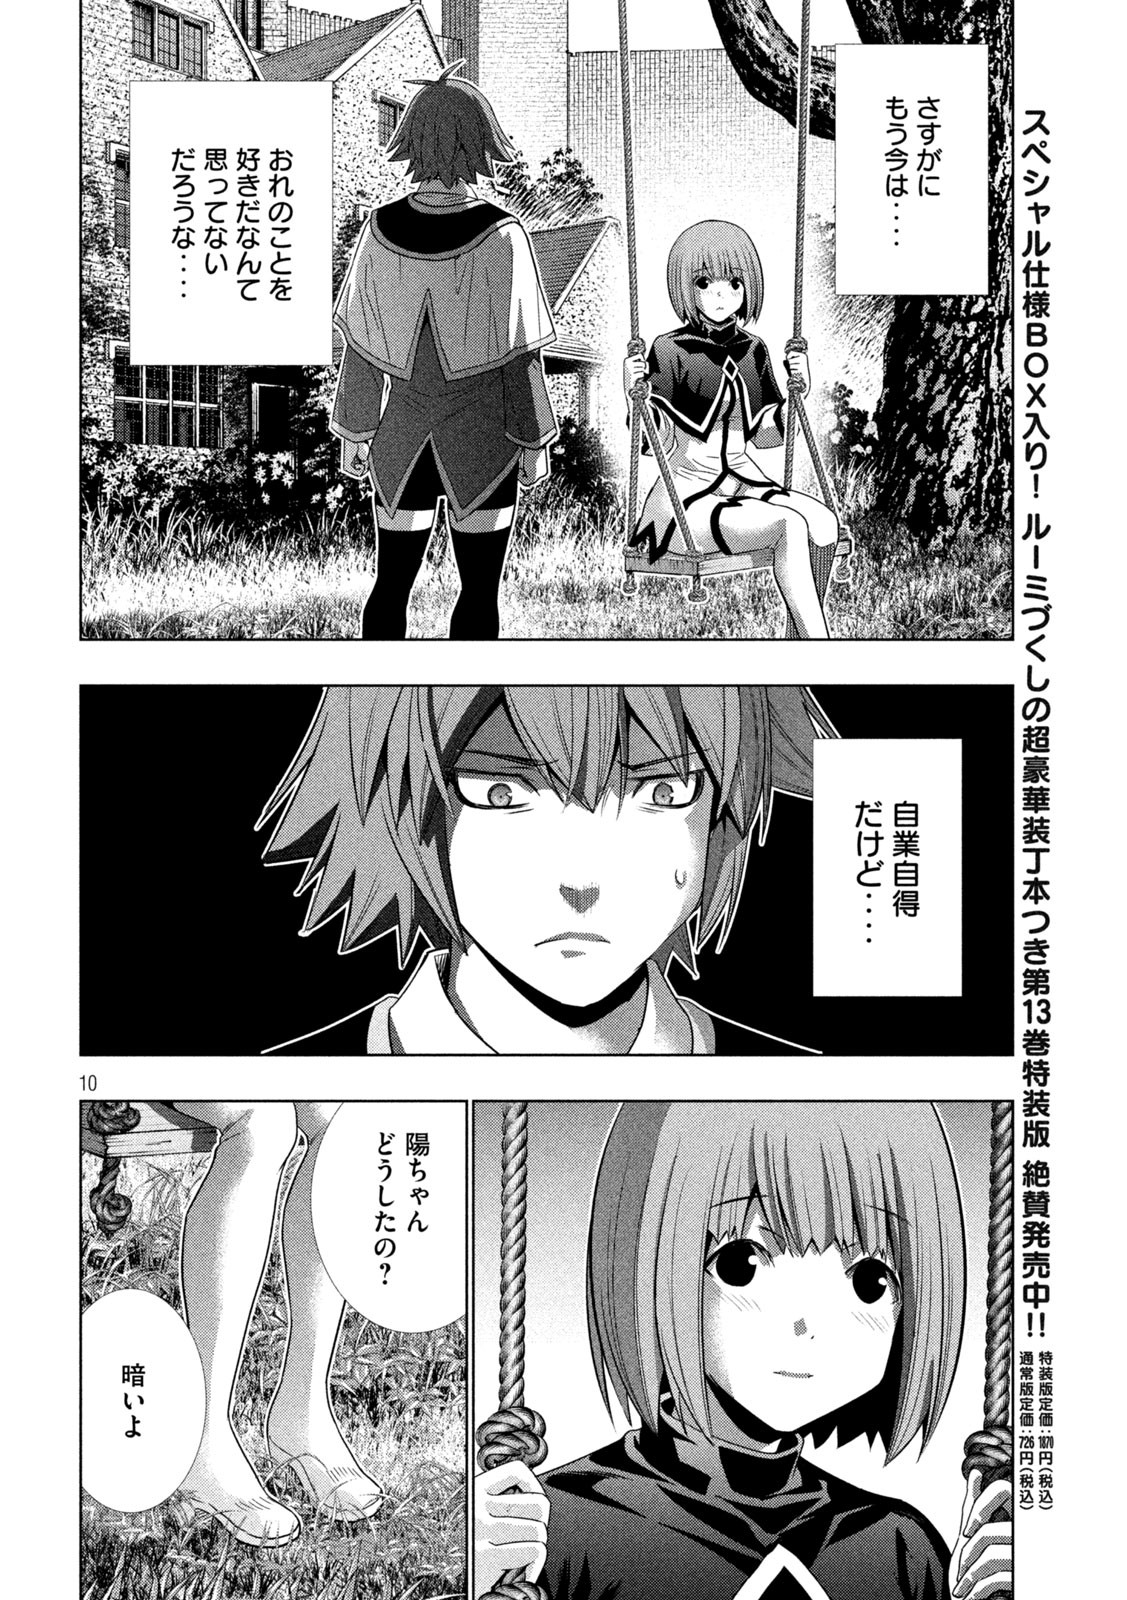 さすがに
もう今は‥‥
おれのことを
好きだなんて
思ってない
だろうな‥‥
自業自得
だけど‥‥
陽ちゃん
どうしたの?
暗いよ
10
スペシャル仕様BOX入り! ルーミづくしの超豪華装丁本つき第13巻特装版 絶賛発売中!!
特装版定価:1870円(税込)
通常版定価:726円(税込)